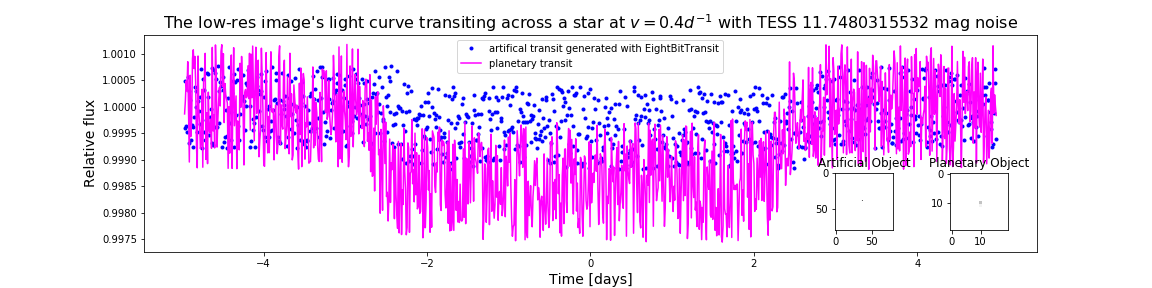 The low-res image's light curve transiting across a star at v = 0.4d⁻¹ with TESS 11.7480315532 mag noise
artifical transit generated with EightBitTransit
planetary transit
Relative flux
1.0010
1.0005
1.0000
0.9995
0.9990
0.9985
0.9980
0.9975
Artificial Object
0
50
0 50
Planetary Object
0
10
0 10
−4 −2 0 2 4
Time [days]